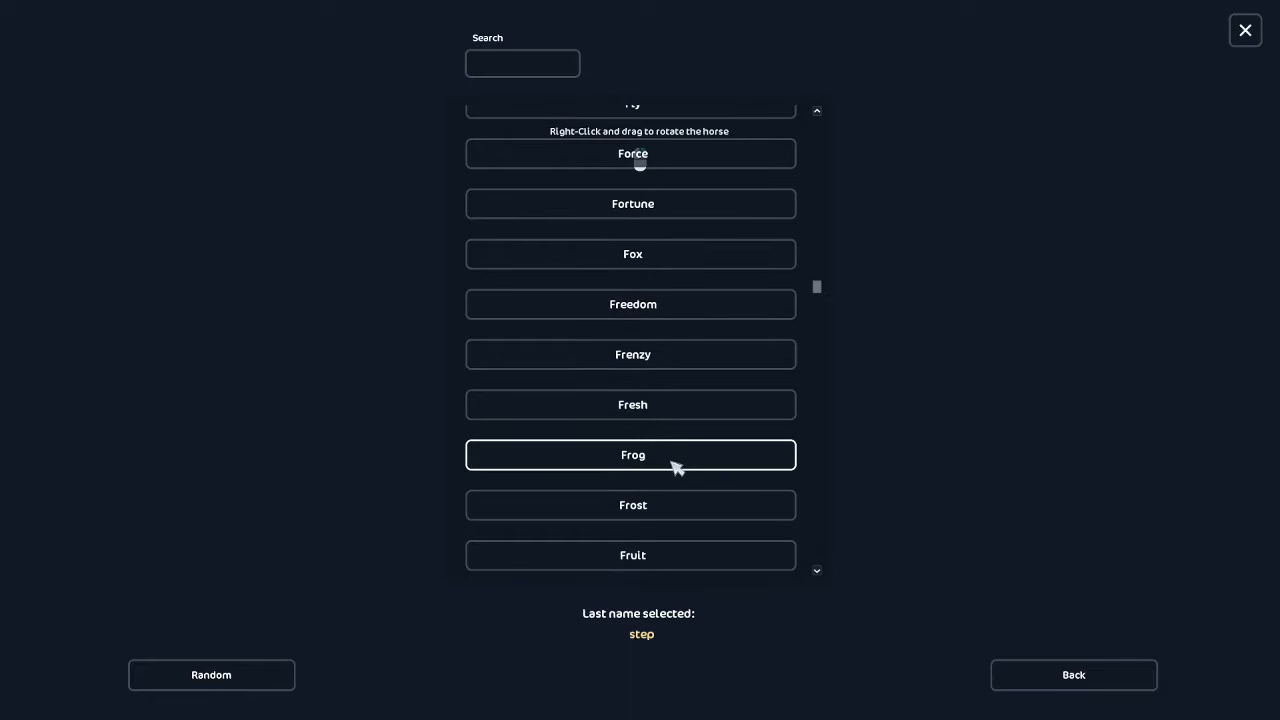 Search
Fly
Right-Click and drag to rotate the horse
Force
Fortune
Fox
Freedom
Frenzy
Fresh
Frog
Frost
Fruit
Last name selected:
step
Random
Back